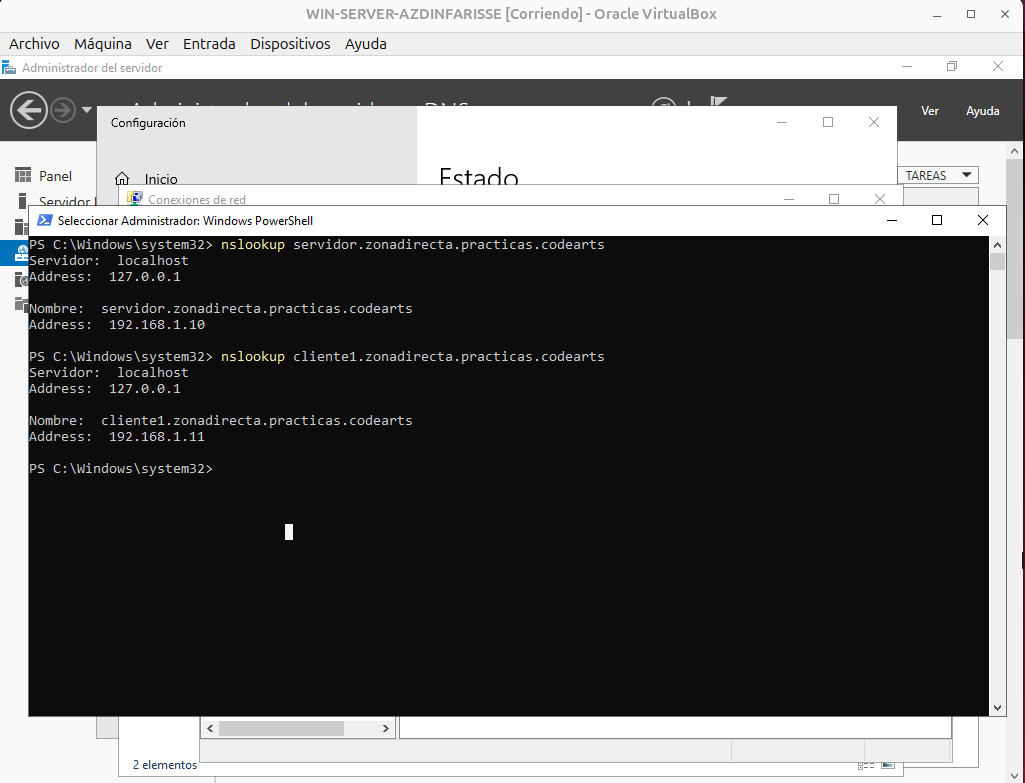 WIN-SERVER-AZDINFARISSE [Corriendo] - Oracle VirtualBox
Archivo Máquina Ver Entrada Dispositivos Ayuda
Administrador del servidor
DNS
Ver Ayuda
Configuración
Panel
Inicio
Estado
TAREAS
Servidor
Conexiones de red
Seleccionar Administrador: Windows PowerShell
PS C:\Windows\system32> nslookup servidor.zonadirecta.practicas.codearts
Servidor:  localhost
Address:  127.0.0.1
Nombre:  servidor.zonadirecta.practicas.codearts
Address:  192.168.1.10
PS C:\Windows\system32> nslookup cliente1.zonadirecta.practicas.codearts
Servidor:  localhost
Address:  127.0.0.1
Nombre:  cliente1.zonadirecta.practicas.codearts
Address:  192.168.1.11
PS C:\Windows\system32>
2 elementos